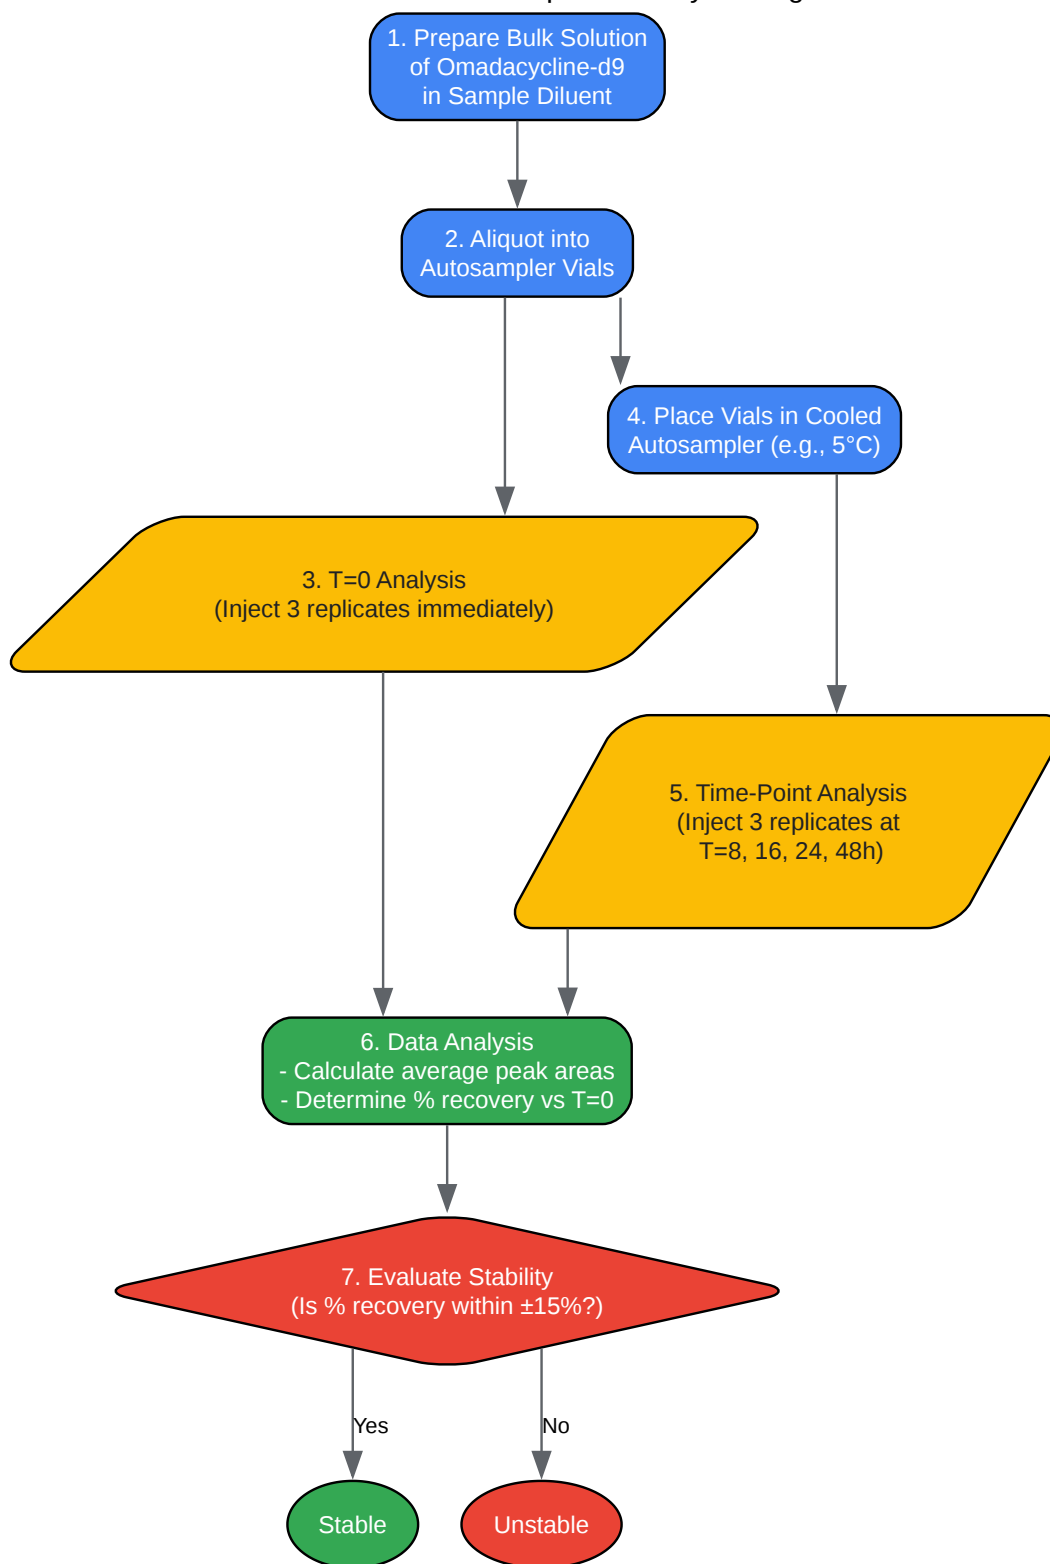 1. Prepare Bulk Solution
of Omadacycline-d9
in Sample Diluent
2. Aliquot into
Autosampler Vials
4. Place Vials in Cooled
Autosampler (e.g., 5°C)
3. T=0 Analysis
(Inject 3 replicates immediately)
5. Time-Point Analysis
(Inject 3 replicates at
T=8, 16, 24, 48h)
6. Data Analysis
- Calculate average peak areas
- Determine % recovery vs T=0
7. Evaluate Stability
(Is % recovery within ±15%?)
Yes
No
Stable
Unstable